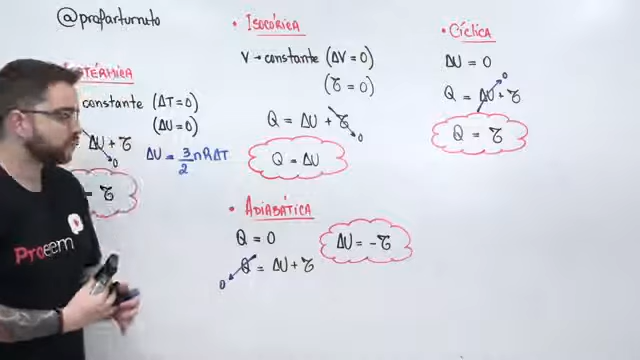 @profarturneto
ISOTÉRMICA
constante (ΔT=0)
(ΔU=0)
ΔU + 𝒯
0
ΔU = 3/2 nRΔT
= 𝒯
• ISOCÓRICA
V → constante (ΔV=0)
(𝒯=0)
Q = ΔU + 𝒯
0
Q = ΔU
• ADIABÁTICA
Q = 0
Q = ΔU + 𝒯
0
ΔU = -𝒯
• CÍCLICA
ΔU = 0
0
Q = ΔU + 𝒯
Q = 𝒯
Proenem